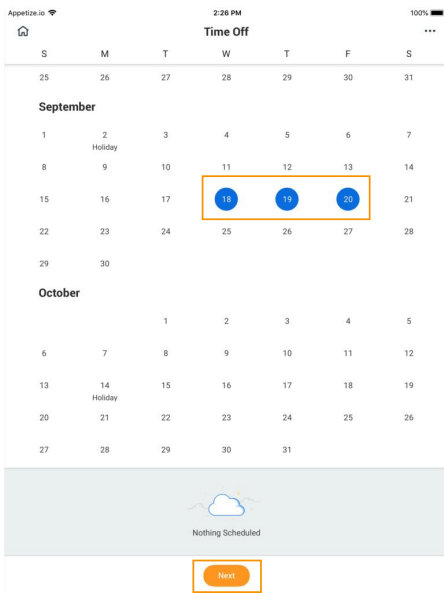 Appetize.io 2:26 PM 100%
Time Off
S M T W T F S
25 26 27 28 29 30 31
September
1 2 3 4 5 6 7
Holiday
8 9 10 11 12 13 14
15 16 17 18 19 20 21
22 23 24 25 26 27 28
29 30
October
1 2 3 4 5
6 7 8 9 10 11 12
13 14 15 16 17 18 19
Holiday
20 21 22 23 24 25 26
27 28 29 30 31
Nothing Scheduled
Next